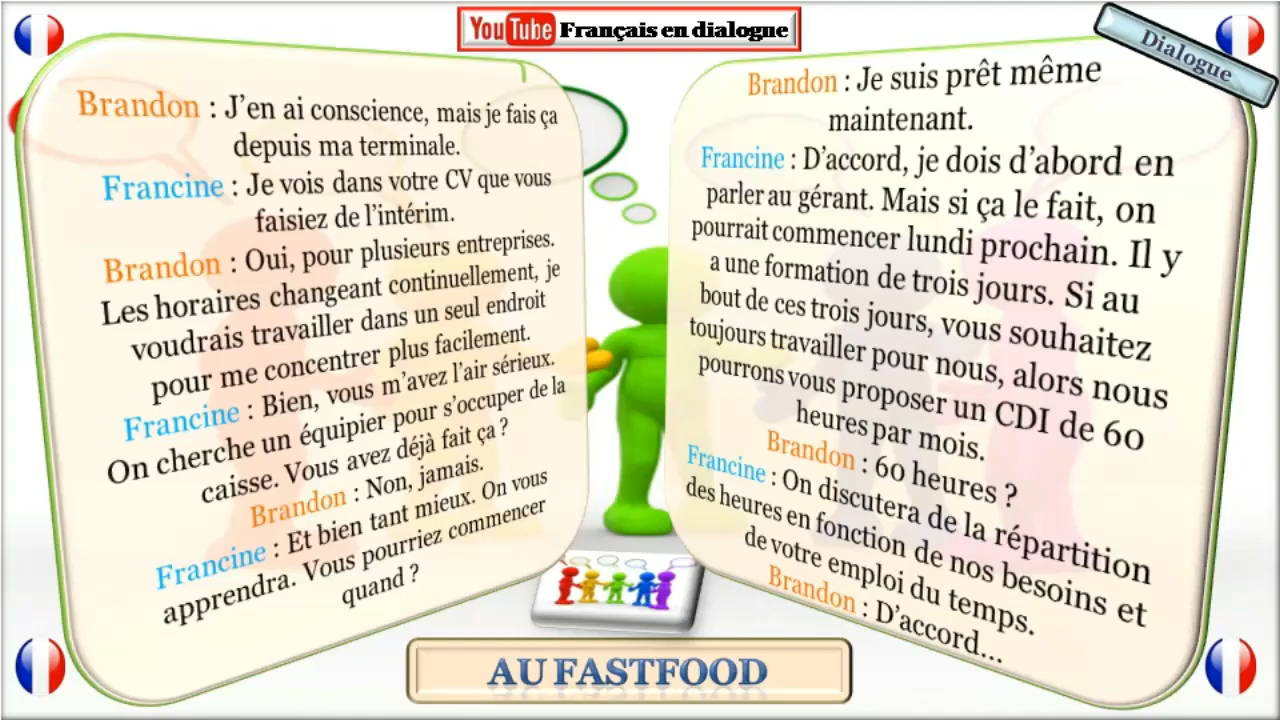 YouTube Français en dialogue
Dialogue
Brandon : J’en ai conscience, mais je fais ça
depuis ma terminale.
Francine : Je vois dans votre CV que vous
faisiez de l’intérim.
Brandon : Oui, pour plusieurs entreprises.
Les horaires changeant continuellement, je
voudrais travailler dans un seul endroit
pour me concentrer plus facilement.
Francine : Bien, vous m’avez l’air sérieux.
On cherche un équipier pour s’occuper de la
caisse. Vous avez déjà fait ça ?
Brandon : Non, jamais.
Francine : Et bien tant mieux. On vous
apprendra. Vous pourriez commencer
quand ?
Brandon : Je suis prêt même
maintenant.
Francine : D’accord, je dois d’abord en
parler au gérant. Mais si ça le fait, on
pourrait commencer lundi prochain. Il y
a une formation de trois jours. Si au
bout de ces trois jours, vous souhaitez
toujours travailler pour nous, alors nous
pourrons vous proposer un CDI de 60
heures par mois.
Brandon : 60 heures ?
Francine : On discutera de la répartition
des heures en fonction de nos besoins et
de votre emploi du temps.
Brandon : D’accord...
AU FASTFOOD